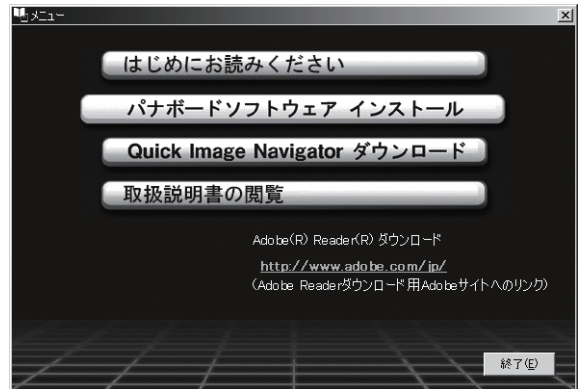 メニュー
はじめにお読みください
パナボードソフトウェア インストール
Quick Image Navigator ダウンロード
取扱説明書の閲覧
Adobe(R) Reader(R) ダウンロード
http://www.adobe.com/jp/
(Adobe Readerダウンロード用Adobeサイトへのリンク)
終了(E)